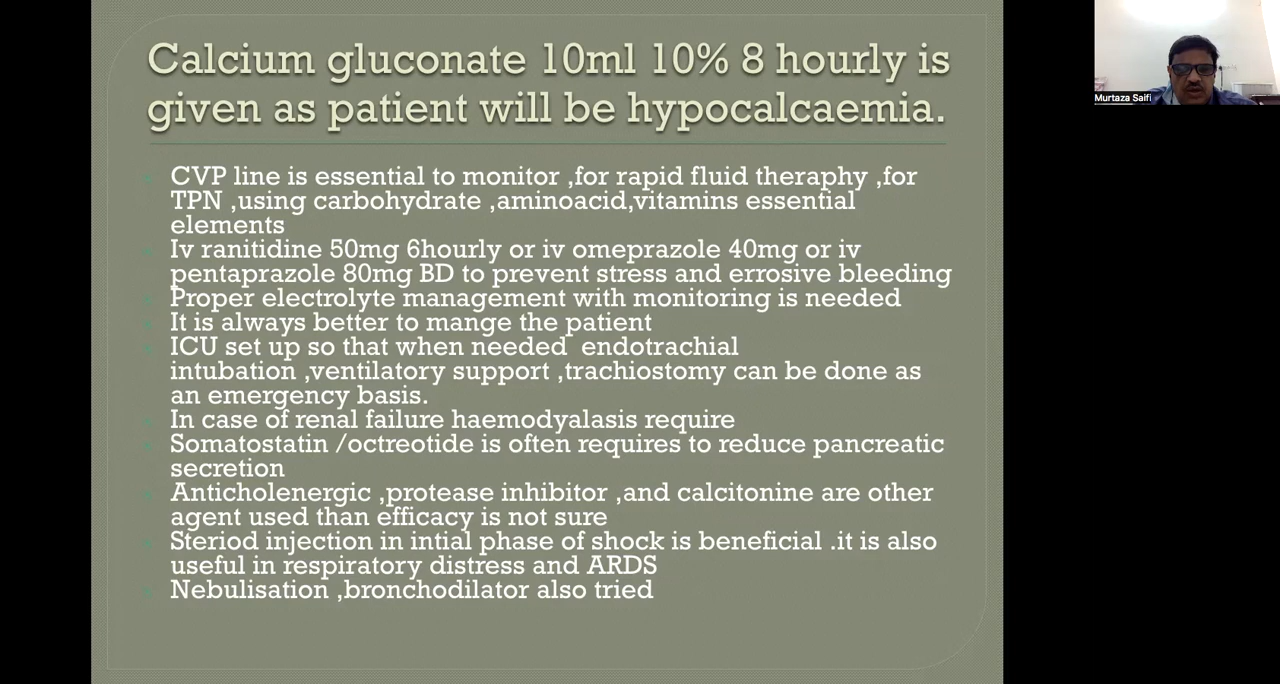 Calcium gluconate 10ml 10% 8 hourly is
given as patient will be hypocalcaemia.
Murtaza Saifi
CVP line is essential to monitor ,for rapid fluid theraphy ,for
TPN ,using carbohydrate ,aminoacid,vitamins essential
elements
Iv ranitidine 50mg 6hourly or iv omeprazole 40mg or iv
pentaprazole 80mg BD to prevent stress and errosive bleeding
Proper electrolyte management with monitoring is needed
It is always better to mange the patient
ICU set up so that when needed endotrachial
intubation ,ventilatory support ,trachiostomy can be done as
an emergency basis.
In case of renal failure haemodyalasis require
Somatostatin /octreotide is often requires to reduce pancreatic
secretion
Anticholenergic ,protease inhibitor ,and calcitonine are other
agent used than efficacy is not sure
Steriod injection in intial phase of shock is beneficial .it is also
useful in respiratory distress and ARDS
Nebulisation ,bronchodilator also tried